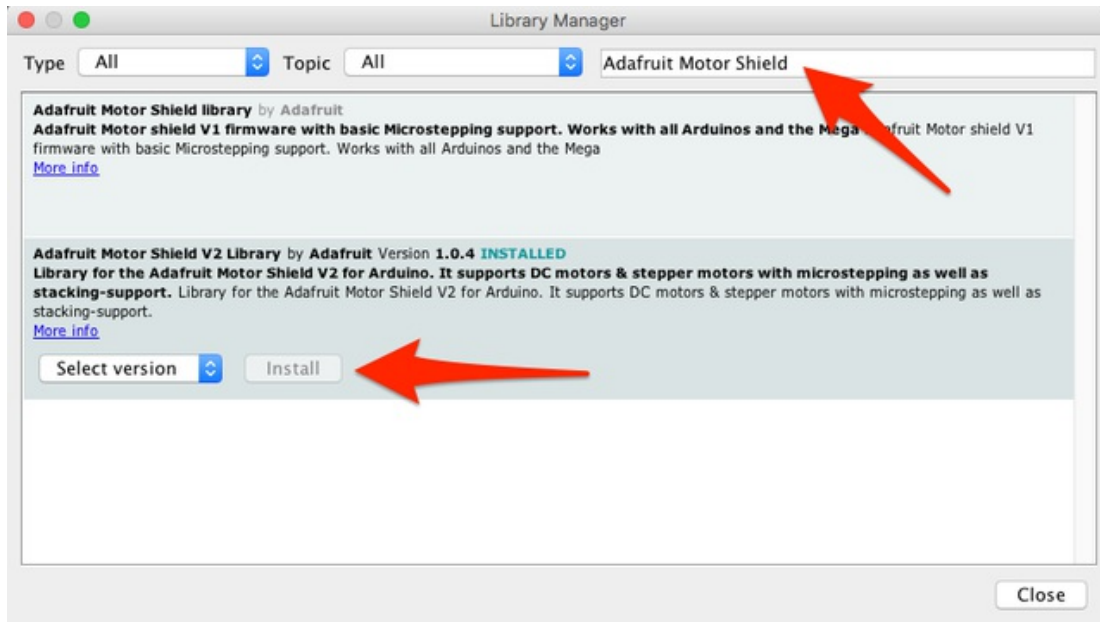 Library Manager
Type All Topic All Adafruit Motor Shield
Adafruit Motor Shield library by Adafruit
Adafruit Motor shield V1 firmware with basic Microstepping support. Works with all Arduinos and the Mega fruit Motor shield V1
firmware with basic Microstepping support. Works with all Arduinos and the Mega
More info
Adafruit Motor Shield V2 Library by Adafruit Version 1.0.4 INSTALLED
Library for the Adafruit Motor Shield V2 for Arduino. It supports DC motors & stepper motors with microstepping as well as
stacking-support. Library for the Adafruit Motor Shield V2 for Arduino. It supports DC motors & stepper motors with microstepping as well as
stacking-support.
More info
Select version Install
Close